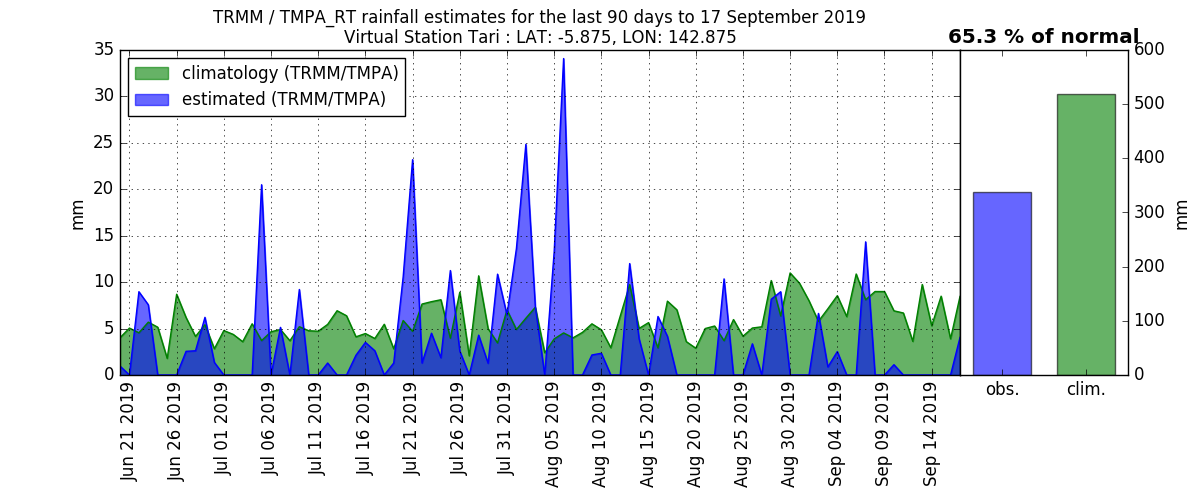 TRMM / TMPA_RT rainfall estimates for the last 90 days to 17 September 2019
Virtual Station Tari : LAT: -5.875, LON: 142.875
65.3 % of normal
climatology (TRMM/TMPA)
estimated (TRMM/TMPA)
35
30
25
20
15
10
5
0
mm
600
500
400
300
200
100
0
mm
Jun 21 2019
Jun 26 2019
Jul 01 2019
Jul 06 2019
Jul 11 2019
Jul 16 2019
Jul 21 2019
Jul 26 2019
Jul 31 2019
Aug 05 2019
Aug 10 2019
Aug 15 2019
Aug 20 2019
Aug 25 2019
Aug 30 2019
Sep 04 2019
Sep 09 2019
Sep 14 2019
obs.
clim.